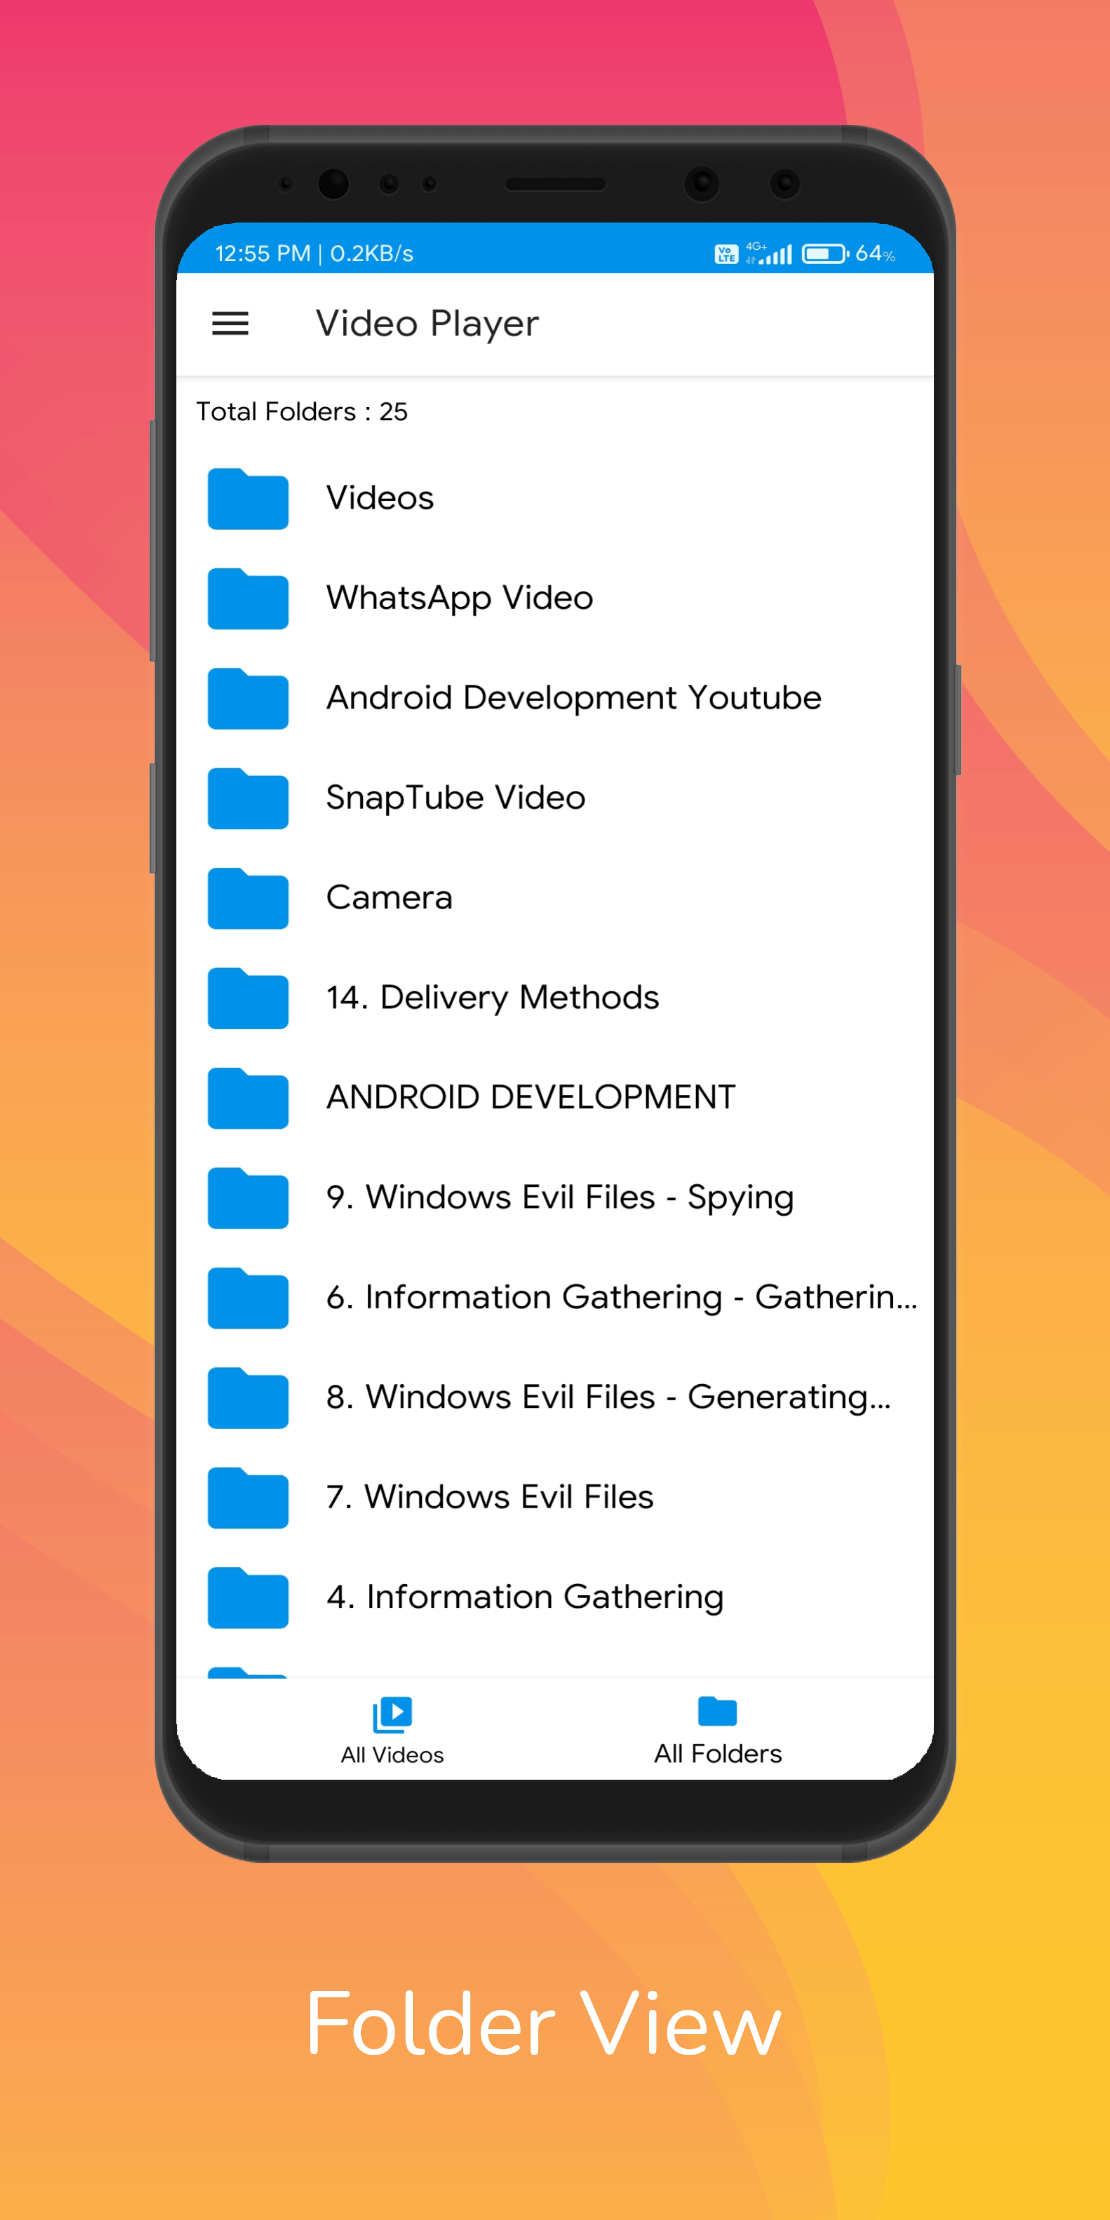 12:55 PM | 0.2KB/s Vo LTE 4G+ 64%
Video Player
Total Folders : 25
Videos
WhatsApp Video
Android Development Youtube
SnapTube Video
Camera
14. Delivery Methods
ANDROID DEVELOPMENT
9. Windows Evil Files - Spying
6. Information Gathering - Gatherin...
8. Windows Evil Files - Generating...
7. Windows Evil Files
4. Information Gathering
All Videos All Folders
Folder View